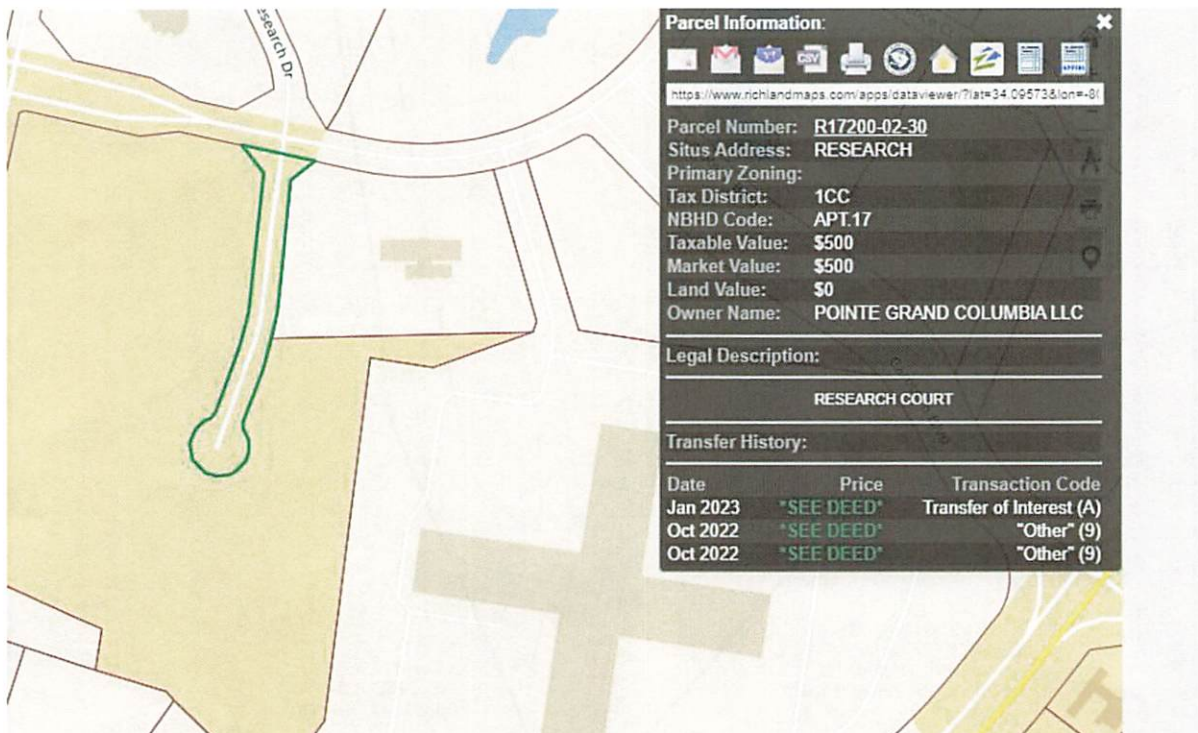 esearch Dr
Parcel Information:
CSV
https://www.richlandmaps.com/apps/dataviewer/?lat=34.09573&lon=-8(
Parcel Number: R17200-02-30
Situs Address: RESEARCH
Primary Zoning:
Tax District: 1CC
NBHD Code: APT.17
Taxable Value: $500
Market Value: $500
Land Value: $0
Owner Name: POINTE GRAND COLUMBIA LLC
Legal Description:
RESEARCH COURT
Transfer History:
Date Price Transaction Code
Jan 2023 *SEE DEED* Transfer of Interest (A)
Oct 2022 *SEE DEED* "Other" (9)
Oct 2022 *SEE DEED* "Other" (9)